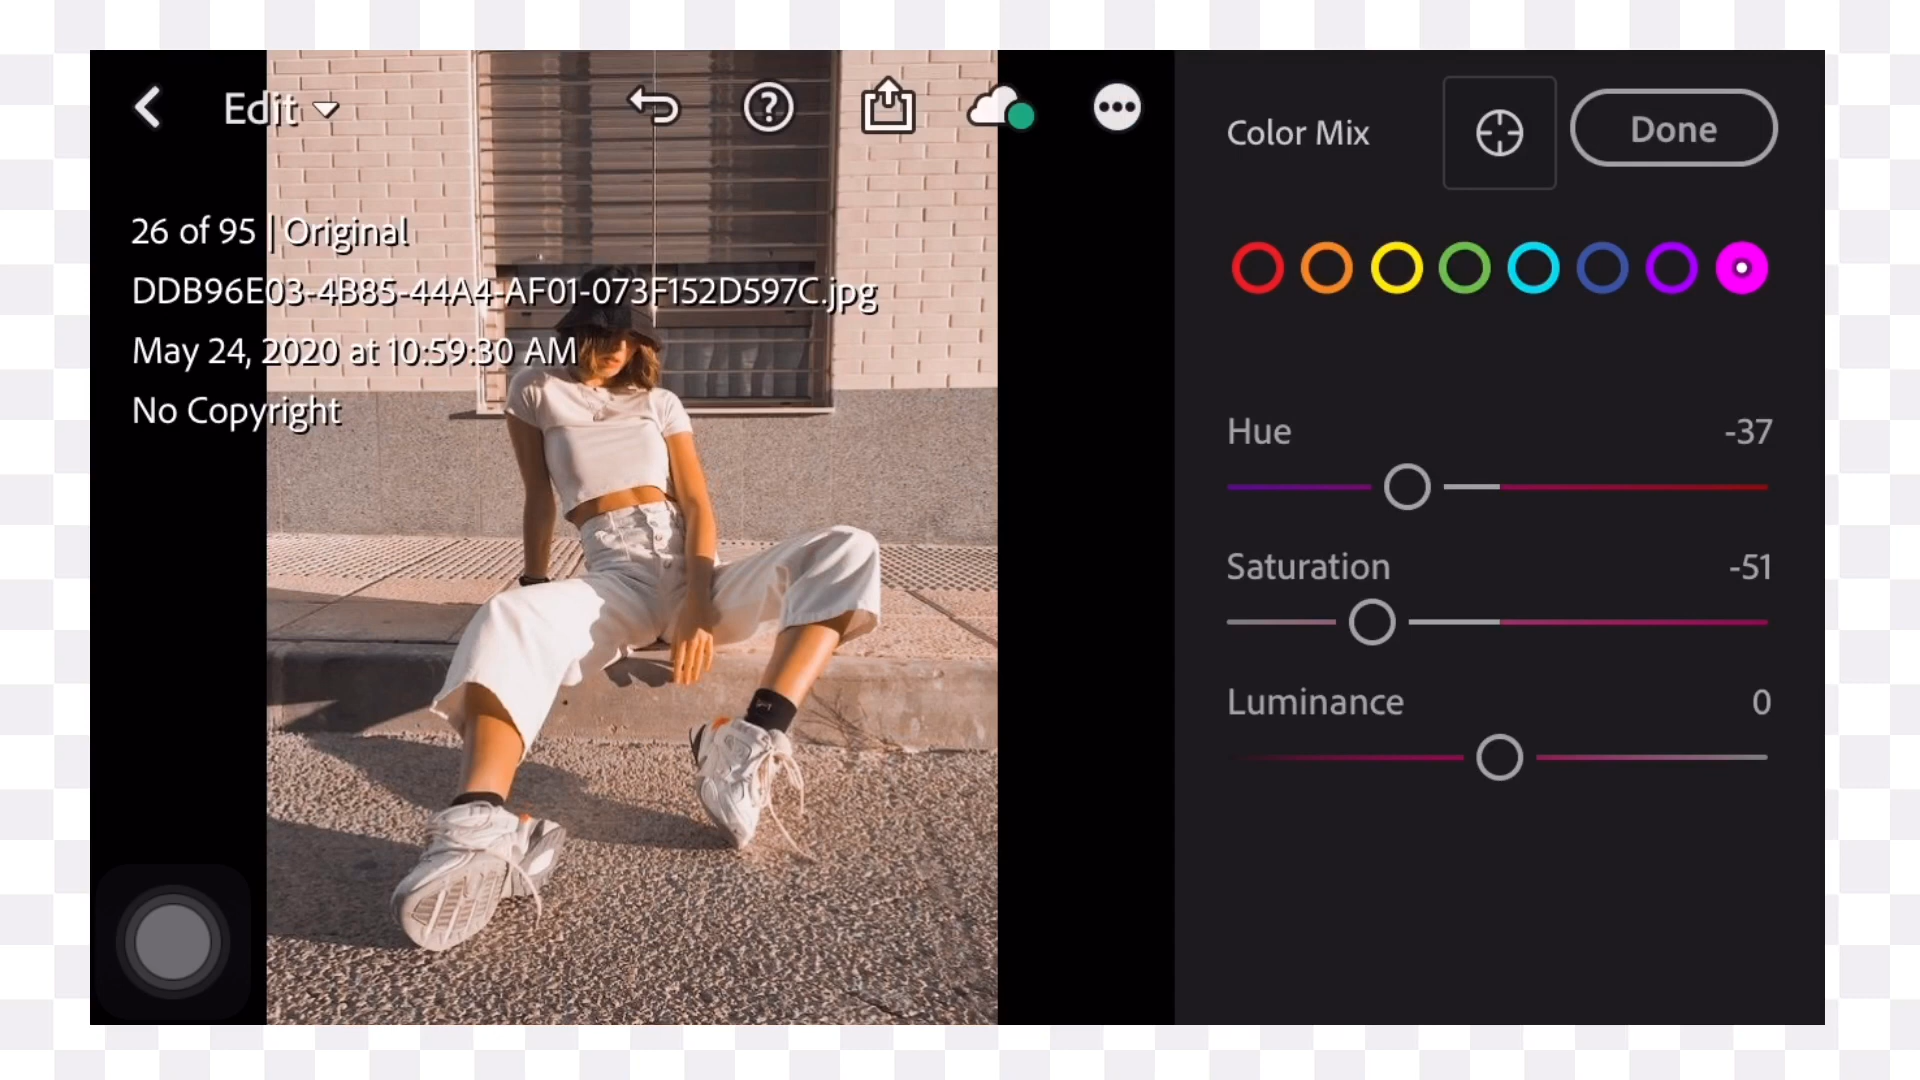 Edit
?
26 of 95 | Original
DDB96E03-4B85-44A4-AF01-073F152D597C.jpg
May 24, 2020 at 10:59:30 AM
No Copyright
Color Mix
Done
Hue -37
Saturation -51
Luminance 0